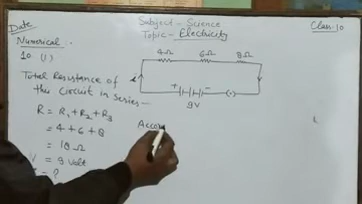 Date
Subject - Science
Class-10
Topic - Electricity
Numerical
10 (i)
4Ω 6Ω 8Ω
Total Resistance of
the Circuit in Series -
+ -
9V
R = R1 + R2 + R3
= 4 + 6 + 8
= 18 Ω
V = 9 Volt
= ?
Accor